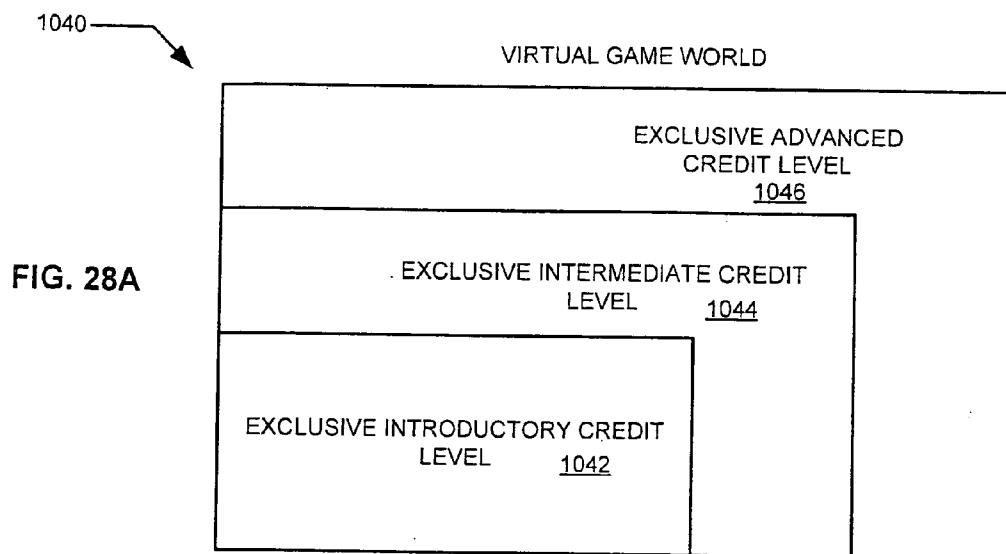 1040
VIRTUAL GAME WORLD
EXCLUSIVE ADVANCED
CREDIT LEVEL
1046
FIG. 28A
EXCLUSIVE INTERMEDIATE CREDIT
LEVEL 1044
EXCLUSIVE INTRODUCTORY CREDIT
LEVEL 1042